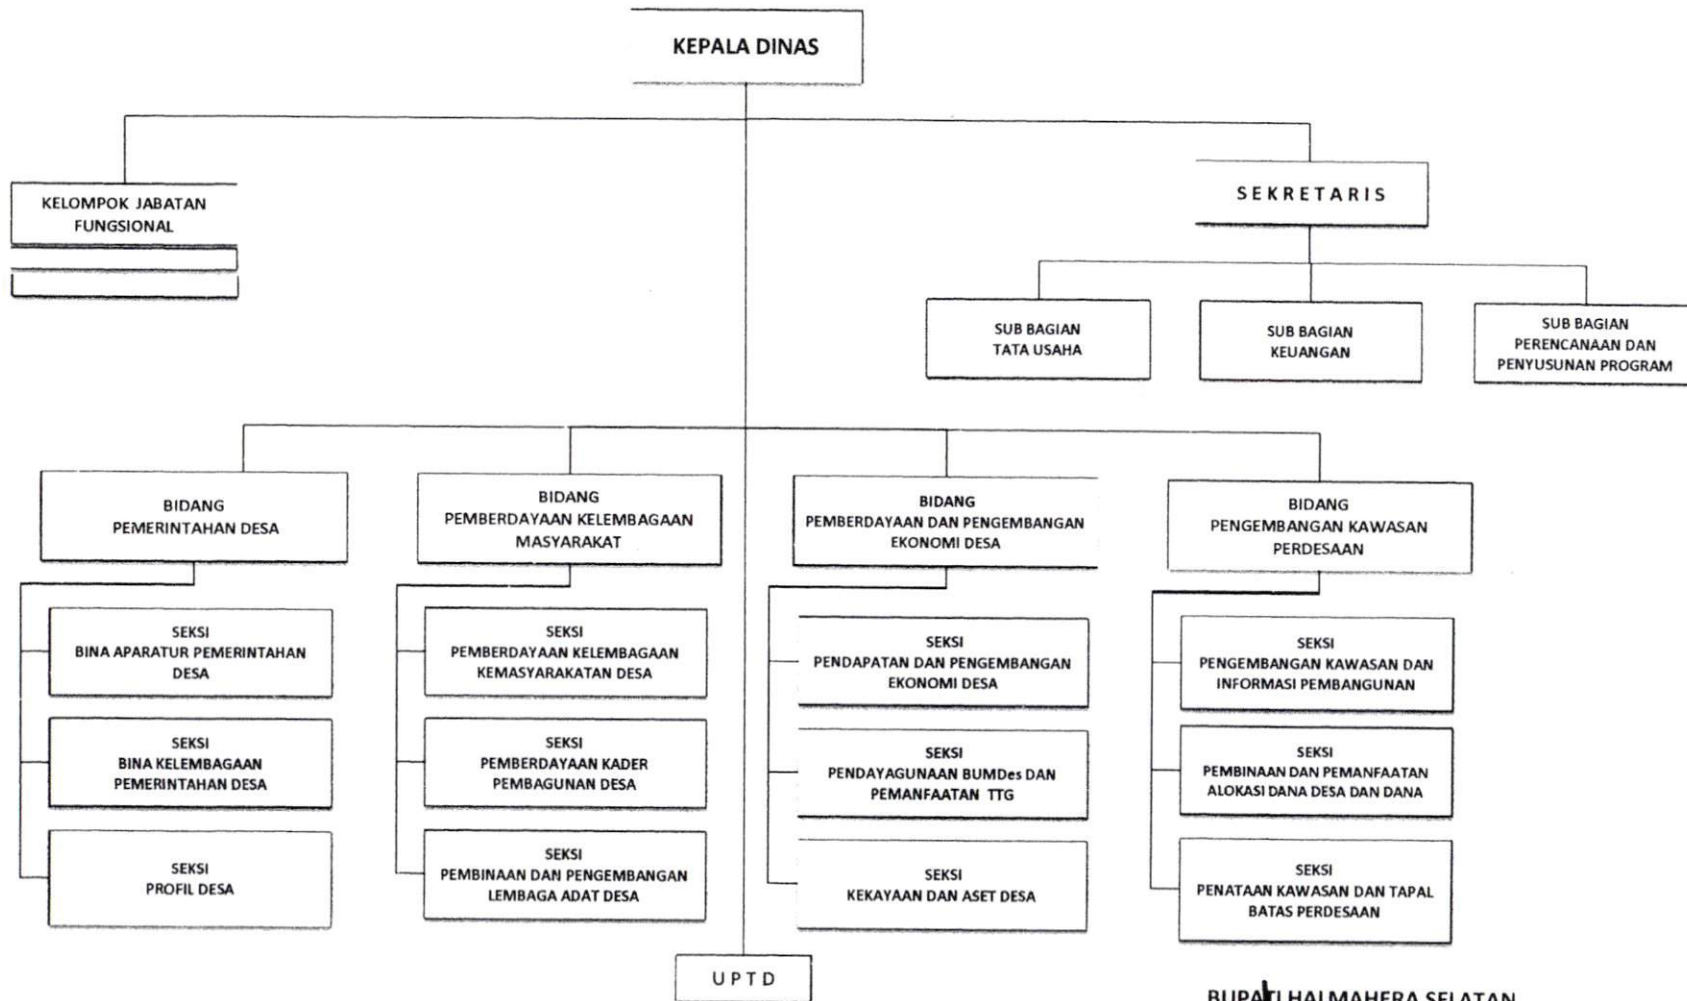 KEPALA DINAS
KELOMPOK JABATAN
FUNGSIONAL
S E K R E T A R I S
SUB BAGIAN
TATA USAHA
SUB BAGIAN
KEUANGAN
SUB BAGIAN
PERENCANAAN DAN
PENYUSUNAN PROGRAM
BIDANG
PEMERINTAHAN DESA
BIDANG
PEMBERDAYAAN KELEMBAGAAN
MASYARAKAT
BIDANG
PEMBERDAYAAN DAN PENGEMBANGAN
EKONOMI DESA
BIDANG
PENGEMBANGAN KAWASAN
PERDESAAN
SEKSI
BINA APARATUR PEMERINTAHAN
DESA
SEKSI
PEMBERDAYAAN KELEMBAGAAN
KEMASYARAKATAN DESA
SEKSI
PENDAPATAN DAN PENGEMBANGAN
EKONOMI DESA
SEKSI
PENGEMBANGAN KAWASAN DAN
INFORMASI PEMBANGUNAN
SEKSI
BINA KELEMBAGAAN
PEMERINTAHAN DESA
SEKSI
PEMBERDAYAAN KADER
PEMBAGUNAN DESA
SEKSI
PENDAYAGUNAAN BUMDes DAN
PEMANFAATAN TTG
SEKSI
PEMBINAAN DAN PEMANFAATAN
ALOKASI DANA DESA DAN DANA
SEKSI
PROFIL DESA
SEKSI
PEMBINAAN DAN PENGEMBANGAN
LEMBAGA ADAT DESA
SEKSI
KEKAYAAN DAN ASET DESA
SEKSI
PENATAAN KAWASAN DAN TAPAL
BATAS PERDESAAN
U P T D
BUPATI HALMAHERA SELATAN